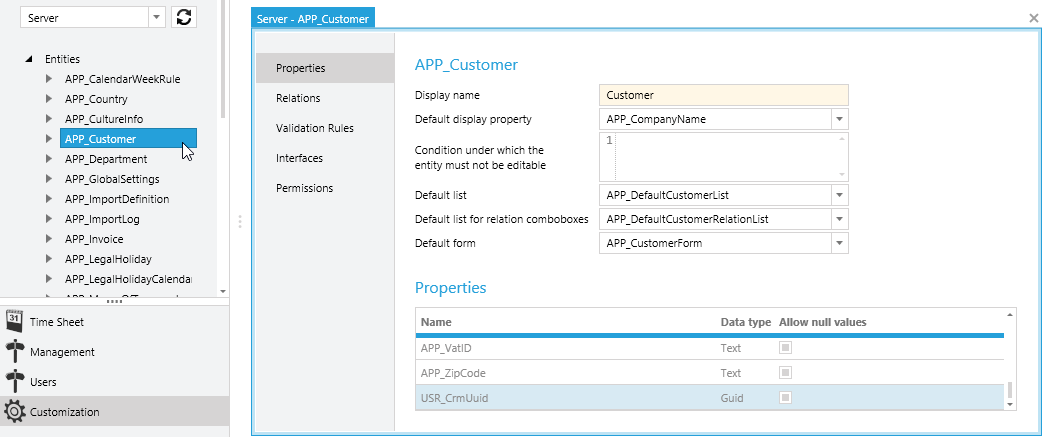 Server
Entities
APP_CalendarWeekRule
APP_Country
APP_CultureInfo
APP_Customer
APP_Department
APP_GlobalSettings
APP_ImportDefinition
APP_ImportLog
APP_Invoice
APP_LegalHoliday
APP_LegalHolidayCalendar
31 Time Sheet
Management
Users
Customization
Server - APP_Customer
Properties
Relations
Validation Rules
Interfaces
Permissions
APP_Customer
Display name Customer
Default display property APP_CompanyName
Condition under which the 1
entity must not be editable
Default list APP_DefaultCustomerList
Default list for relation comboboxes APP_DefaultCustomerRelationList
Default form APP_CustomerForm
Properties
Name Data type Allow null values
APP_VatID Text
APP_ZipCode Text
USR_CrmUuid Guid